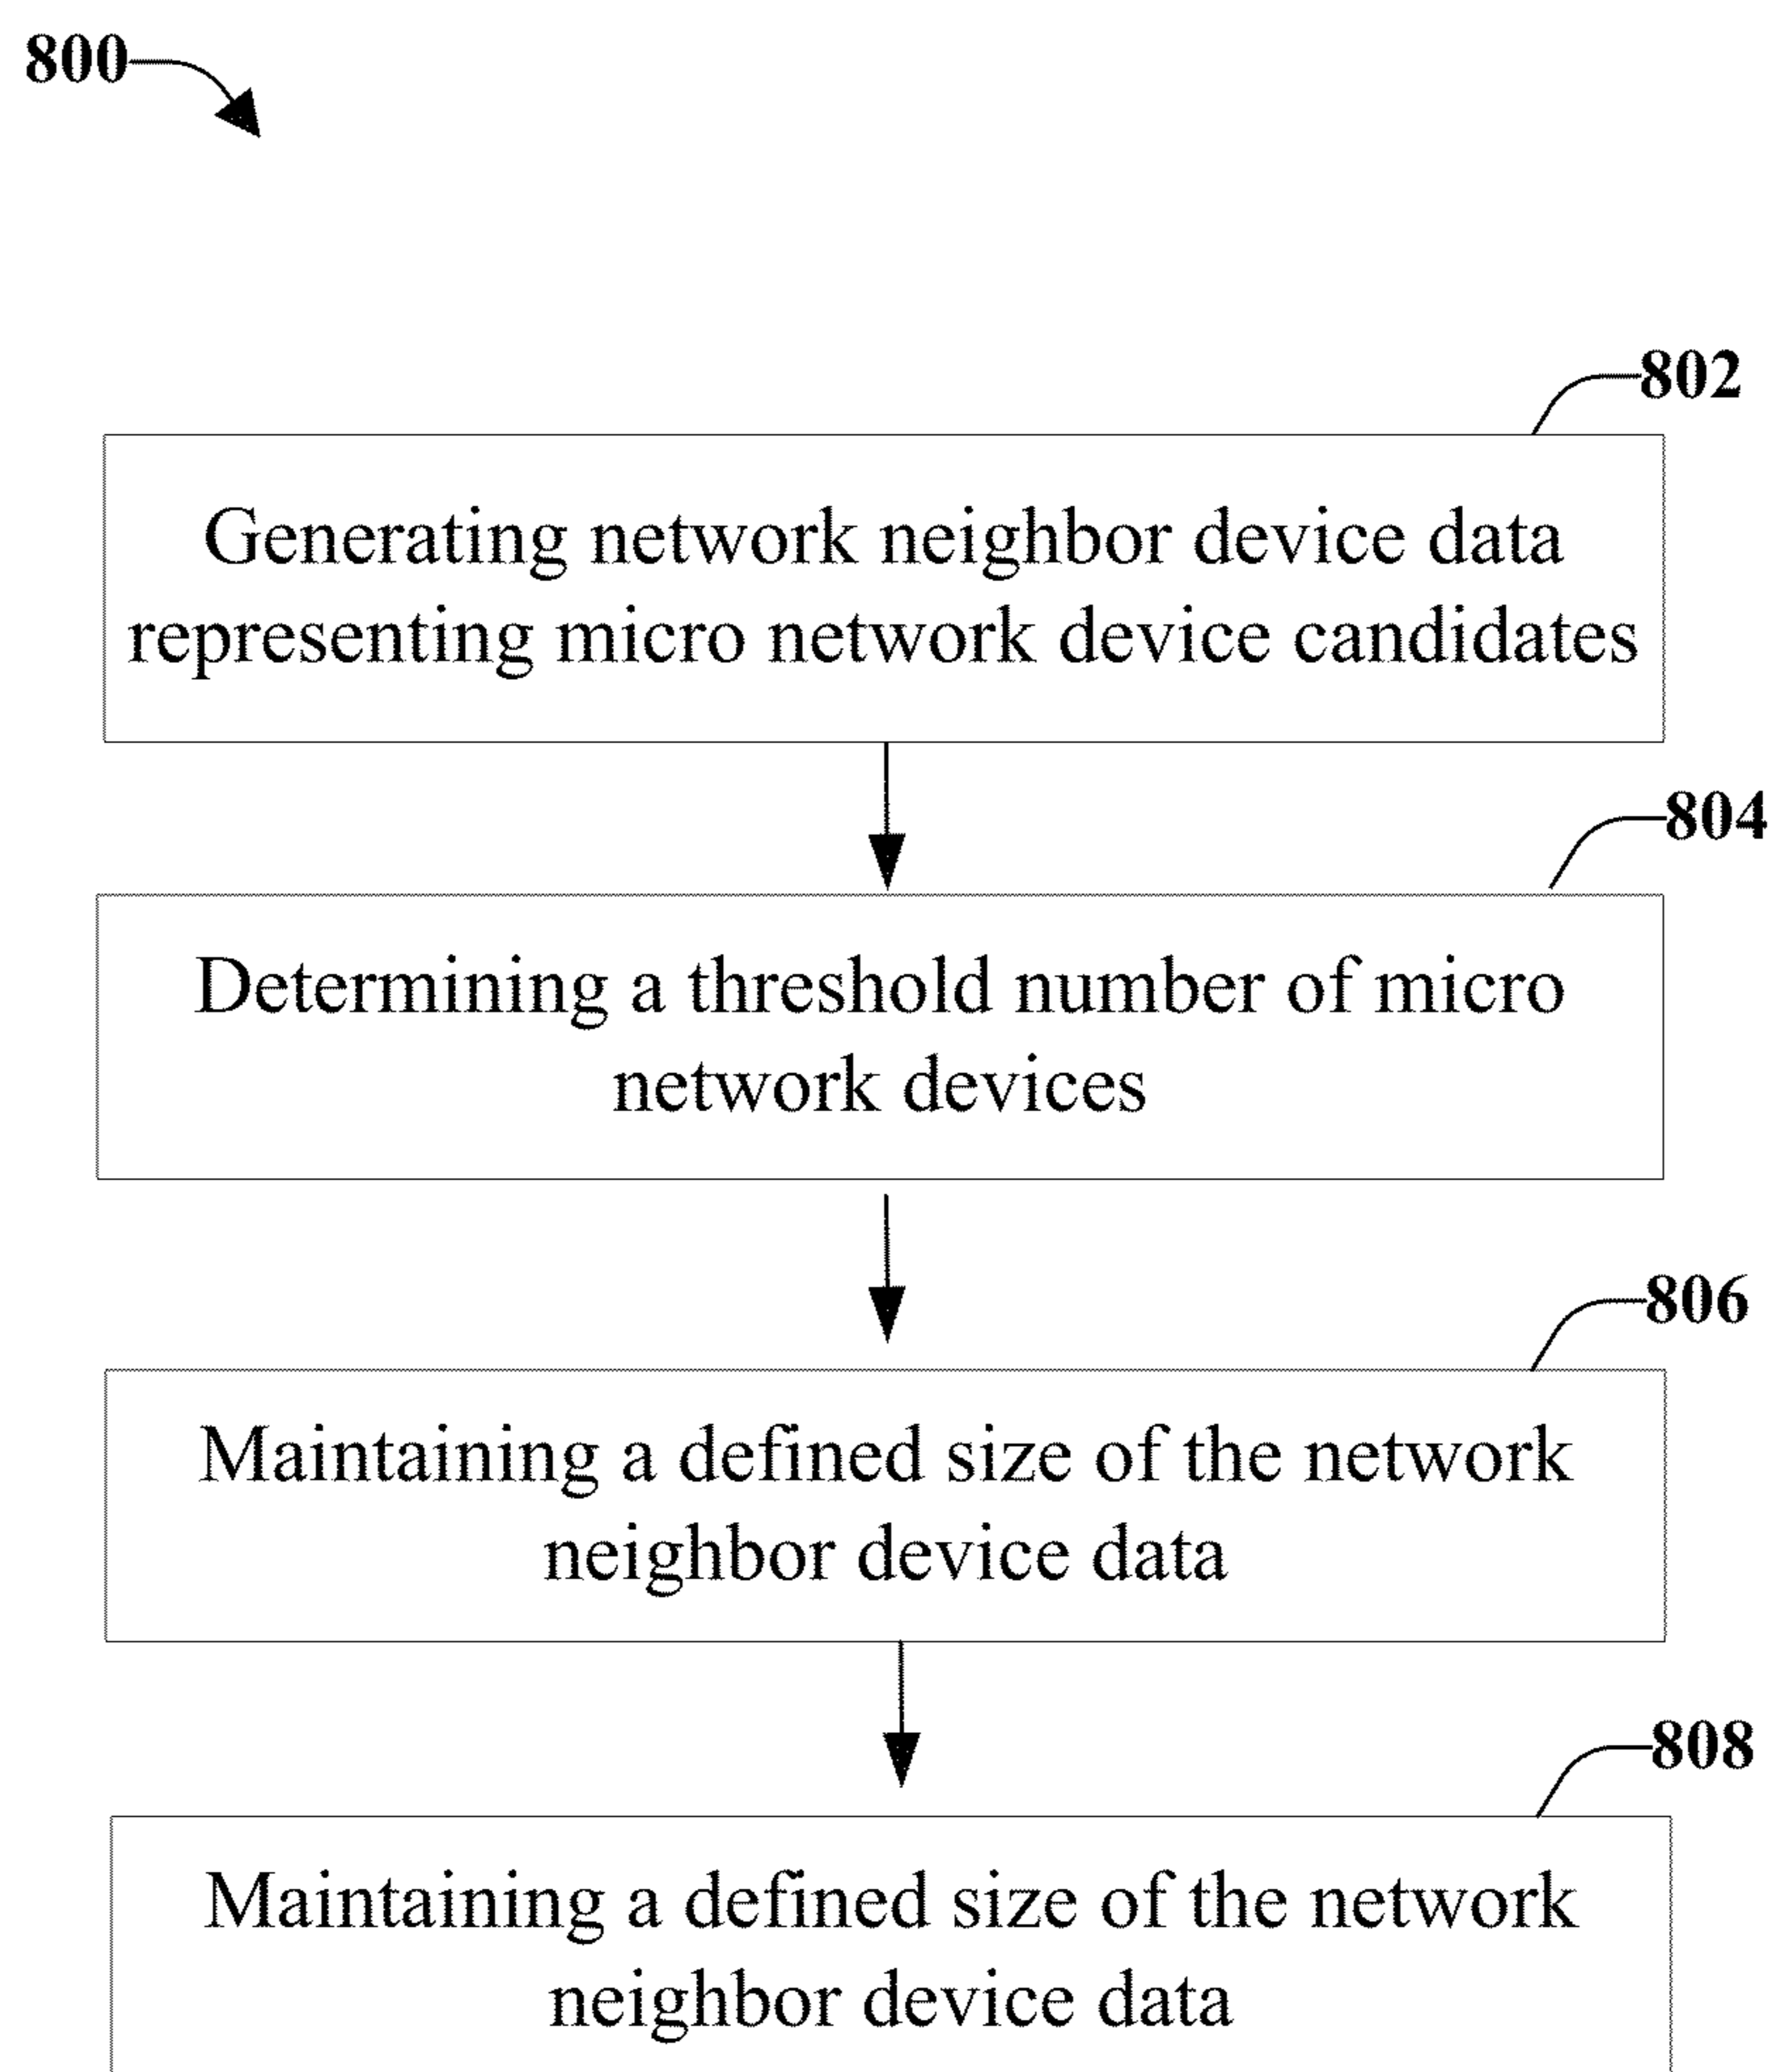 800
802
Generating network neighbor device data
representing micro network device candidates
804
Determining a threshold number of micro
network devices
806
Maintaining a defined size of the network
neighbor device data
808
Maintaining a defined size of the network
neighbor device data